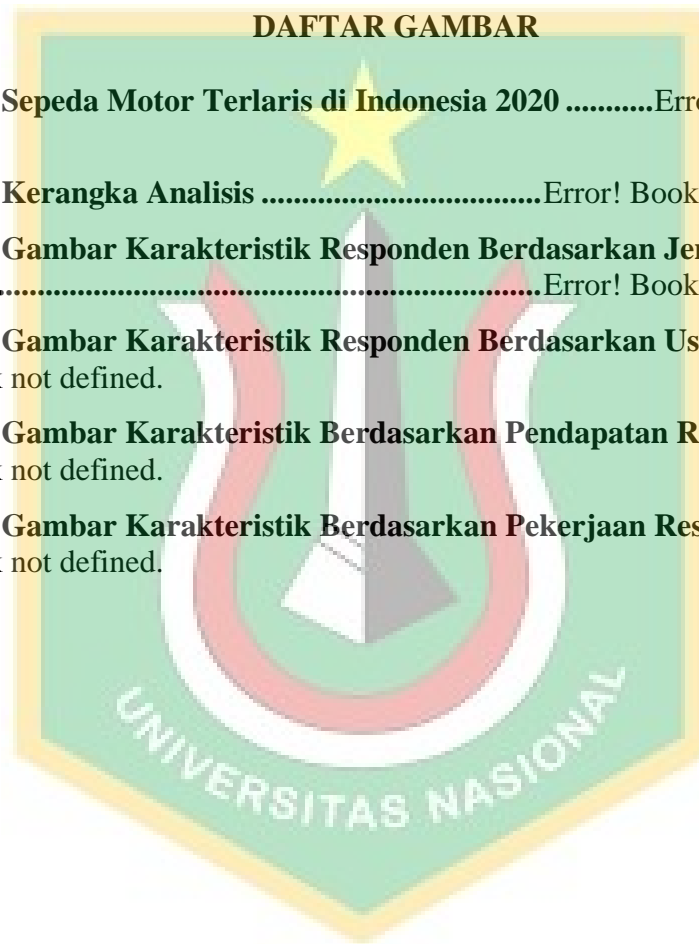 DAFTAR GAMBAR
Sepeda Motor Terlaris di Indonesia 2020 ...........Erro
Kerangka Analisis ..................................Error! Book
Gambar Karakteristik Responden Berdasarkan Jen
....................................................................Error! Book
Gambar Karakteristik Responden Berdasarkan Us
not defined.
Gambar Karakteristik Berdasarkan Pendapatan R
not defined.
Gambar Karakteristik Berdasarkan Pekerjaan Res
not defined.
UNIVERSITAS NASIONAL